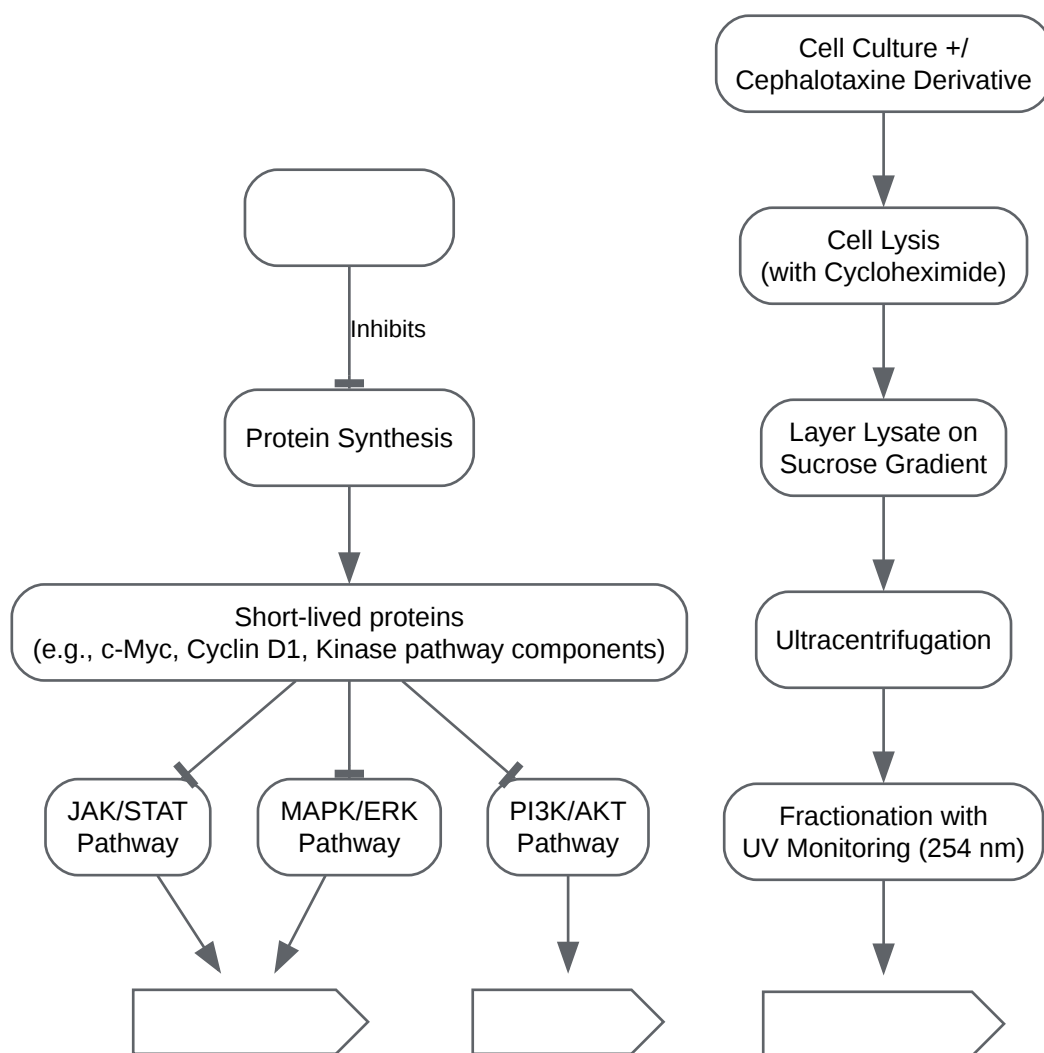 Inhibits
Protein Synthesis
Short-lived proteins
(e.g., c-Myc, Cyclin D1, Kinase pathway components)
JAK/STAT
Pathway
MAPK/ERK
Pathway
PI3K/AKT
Pathway
Cell Culture +/
Cephalotaxine Derivative
Cell Lysis
(with Cycloheximide)
Layer Lysate on
Sucrose Gradient
Ultracentrifugation
Fractionation with
UV Monitoring (254 nm)